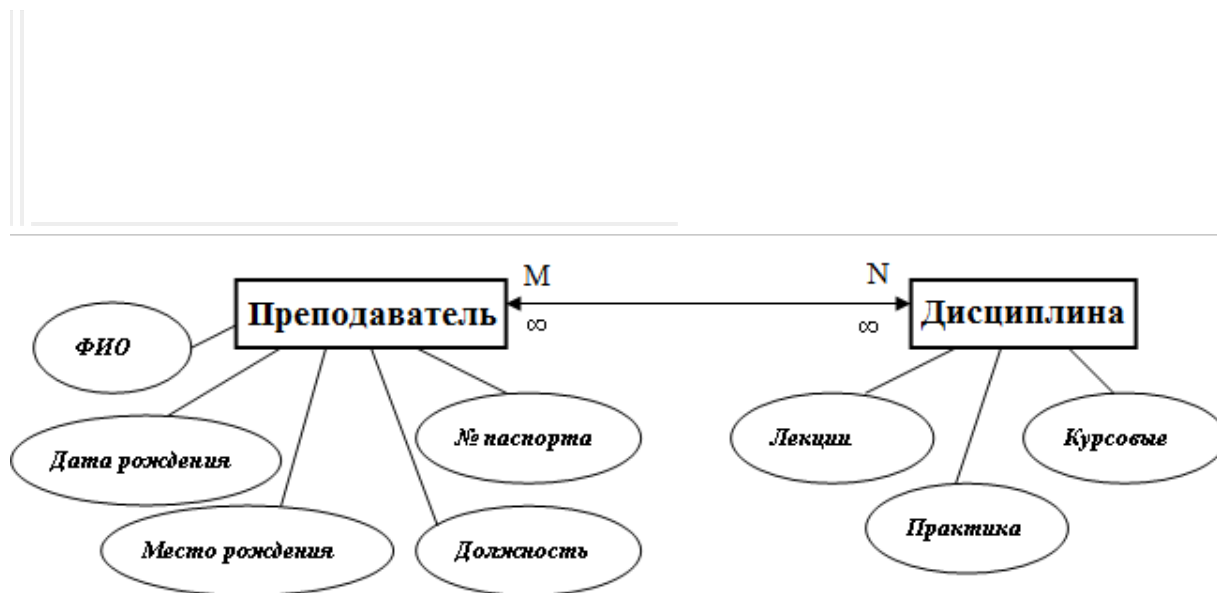 M
N
Преподаватель
Дисциплина
∞
∞
ФИО
№ паспорта
Лекции
Курсовые
Дата рождения
Практика
Место рождения
Должность